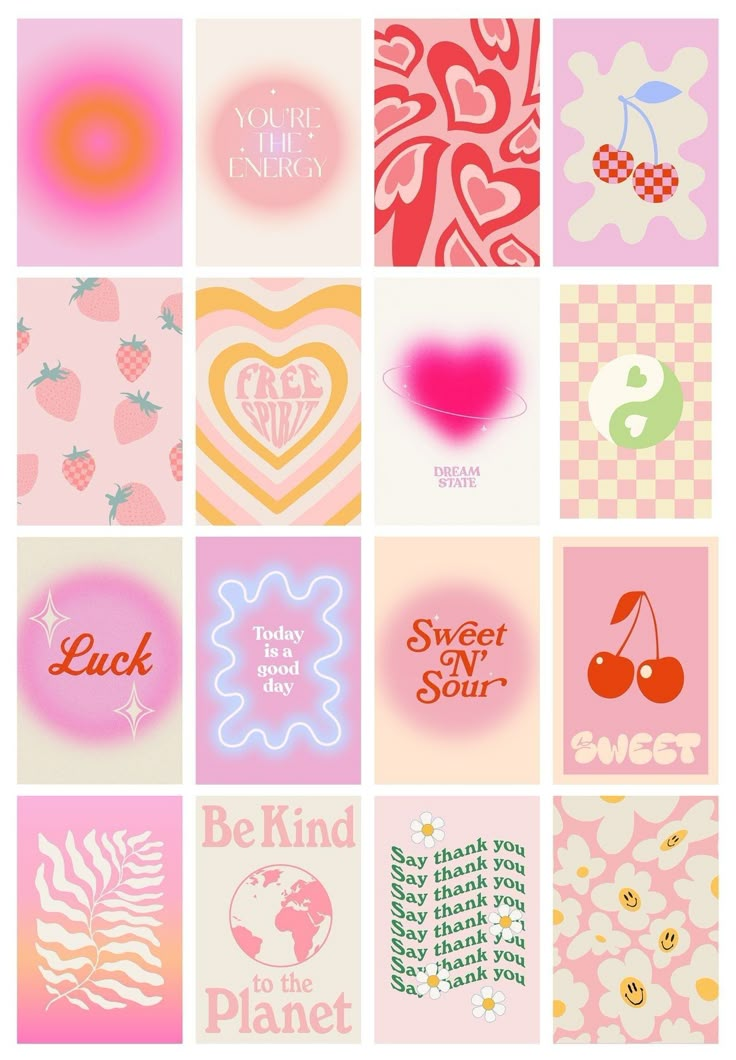 YOU'RE
THE
ENERGY
FREE
SPIRIT
DREAM
STATE
Luck
Today
is a
good
day
Sweet
N'
Sour
SWEET
Be Kind
to the
Planet
Say thank you
Say thank you
Say thank you
Say thank you
Say thank you
Say thank you
Say thank you
Say thank you